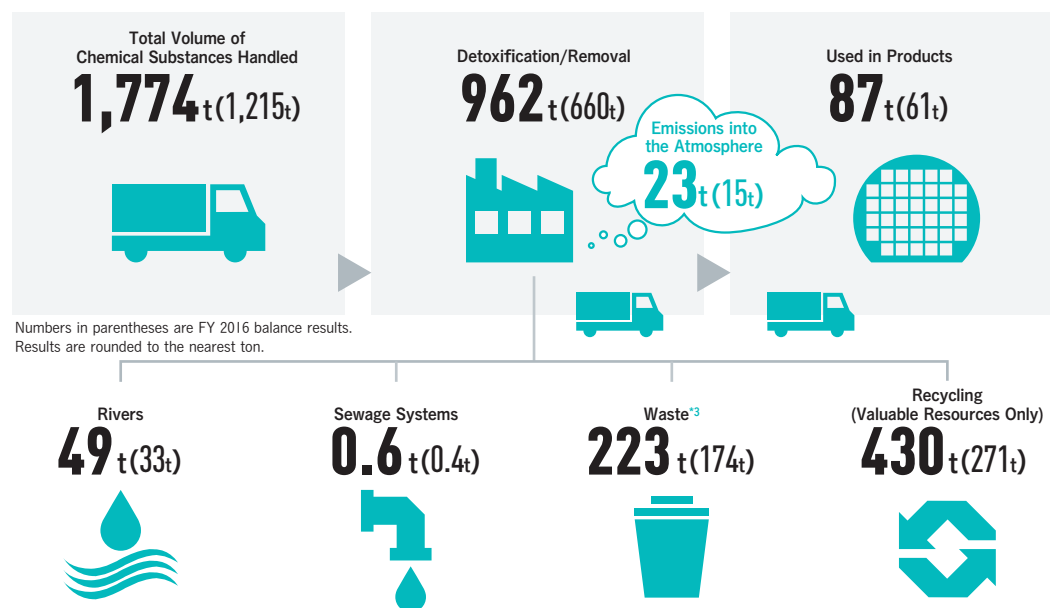 Total Volume of
Chemical Substances Handled
1,774t(1,215t)
Detoxification/Removal
962t(660t)
Emissions into
the Atmosphere
23t(15t)
Used in Products
87t(61t)
Numbers in parentheses are FY 2016 balance results.
Results are rounded to the nearest ton.
Rivers
49t(33t)
Sewage Systems
0.6t(0.4t)
Waste*3
223t(174t)
Recycling
(Valuable Resources Only)
430t(271t)